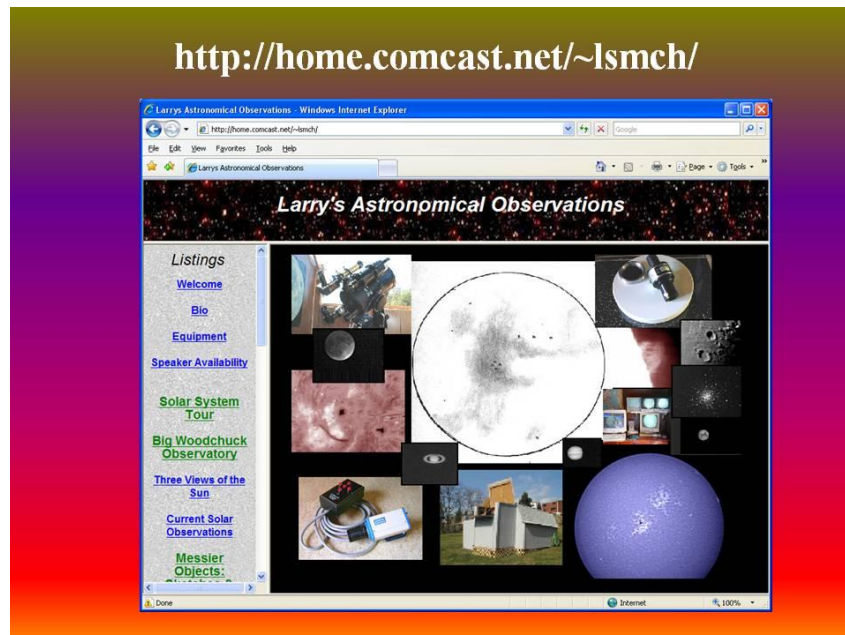 http://home.comcast.net/~lsmch/
Larrys Astronomical Observations - Windows Internet Explorer
http://home.comcast.net/~lsmch/
Google
File Edit View Favorites Tools Help
Larrys Astronomical Observations
Page Tools
Larry's Astronomical Observations
Listings
Welcome
Bio
Equipment
Speaker Availability
Solar System
Tour
Big Woodchuck
Observatory
Three Views of the
Sun
Current Solar
Observations
Messier
Objects:
Done
Internet
100%